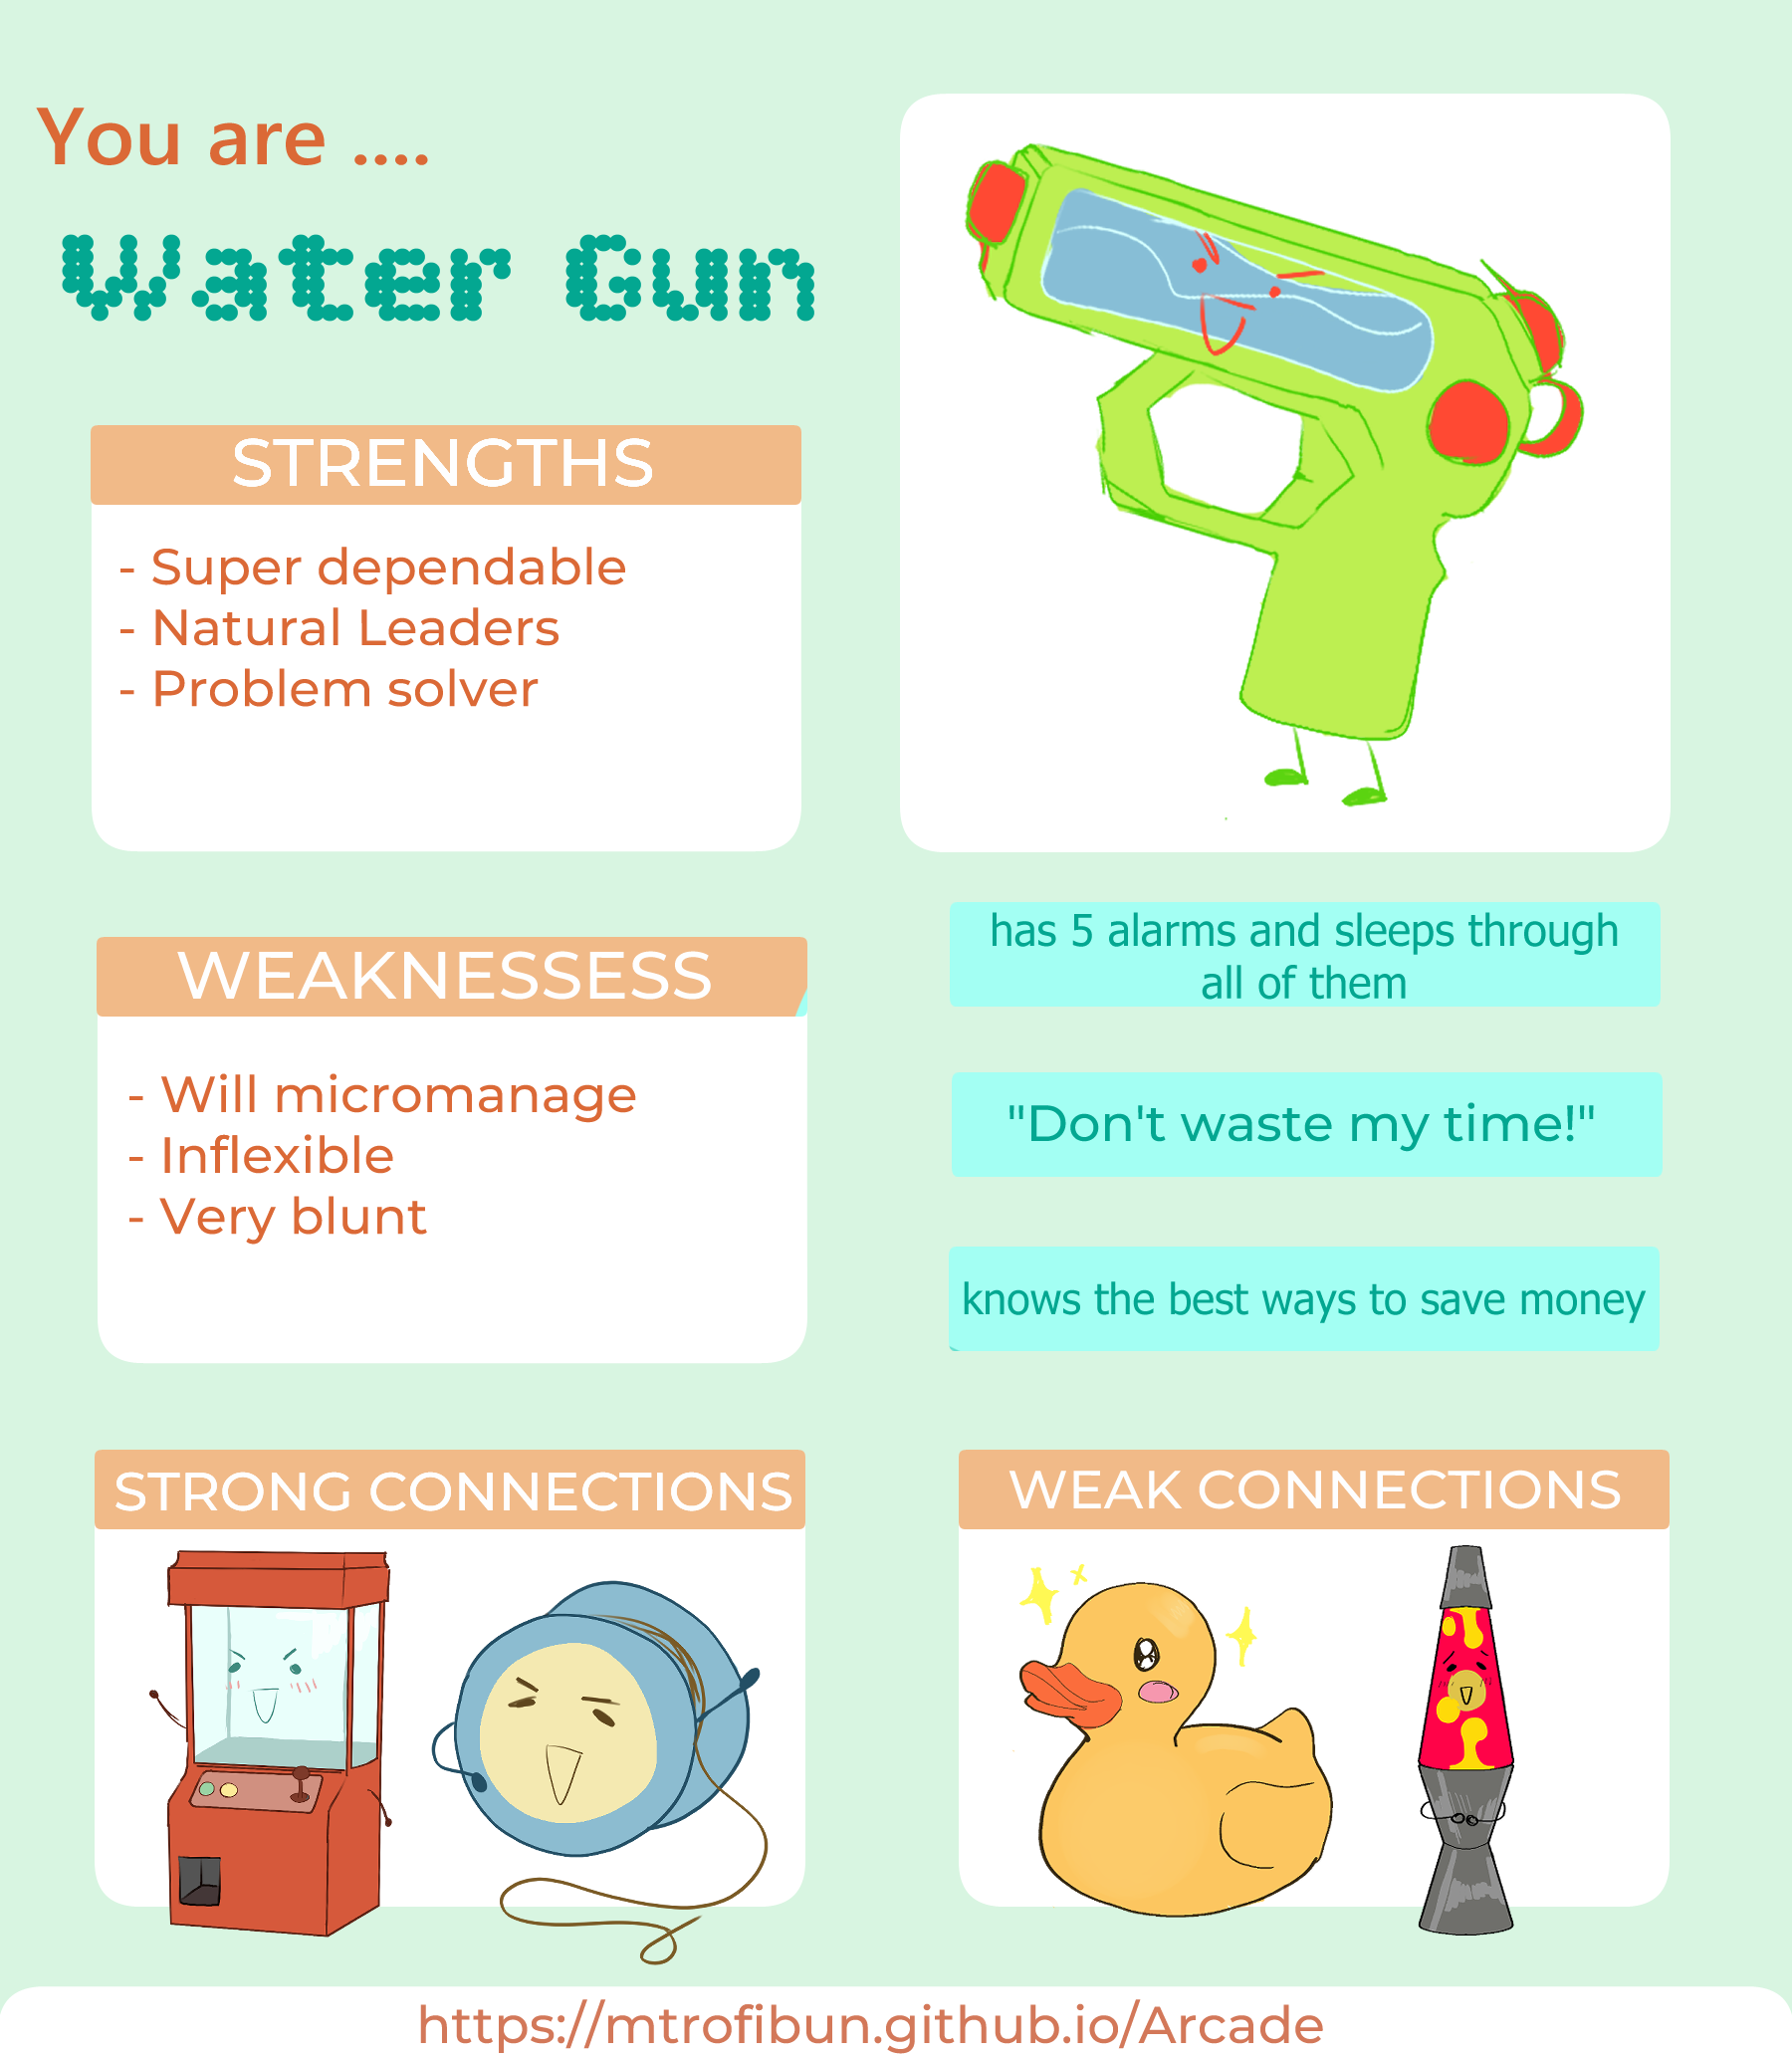 You are ....
Water Gun
STRENGTHS
- Super dependable
- Natural Leaders
- Problem solver
WEAKNESSESS
- Will micromanage
- Inflexible
- Very blunt
has 5 alarms and sleeps through
all of them
"Don't waste my time!"
knows the best ways to save money
STRONG CONNECTIONS
WEAK CONNECTIONS
https://mtrofibun.github.io/Arcade